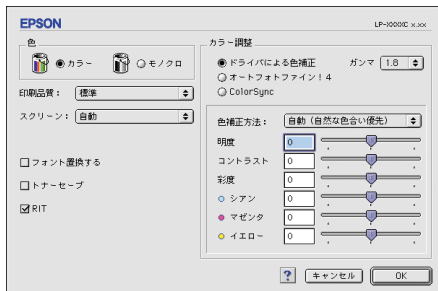 EPSON
LP-XXXXC x.xx
色
カラー
モノクロ
印刷品質：
標準
スクリーン：
自動
フォント置換する
トナーセーブ
RIT
カラー調整
ドライバによる色補正
ガンマ
1.8
オートフォトファイン！4
ColorSync
色補正方法：
自動（自然な色合い優先）
明度
0
コントラスト
0
彩度
0
シアン
0
マゼンタ
0
イエロー
0
?
キャンセル
OK